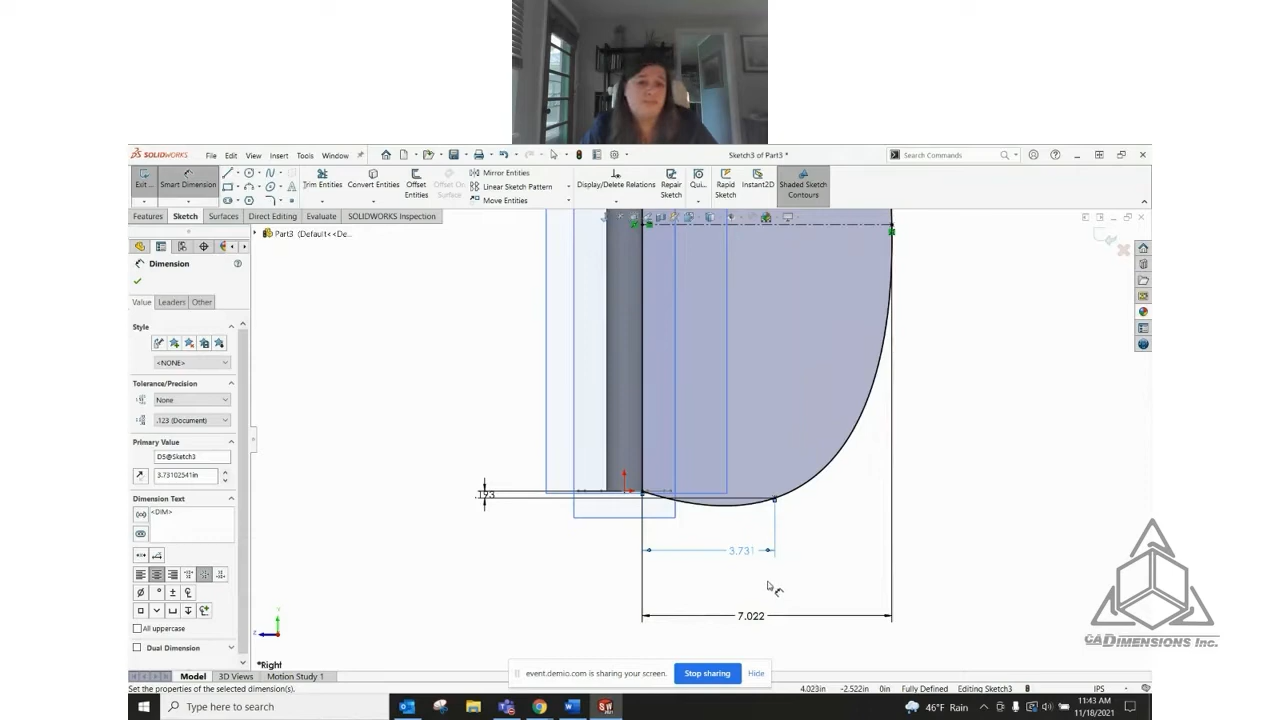 SOLIDWORKS File Edit View Insert Tools Window Sketch3 of Part3 * Search Commands
Exit... Smart Dimension Trim Entities Convert Entities Offset Entities Offset On Surface Mirror Entities Display/Delete Relations Repair Sketch Qui... Rapid Sketch Instant2D Shaded Sketch Contours
Linear Sketch Pattern
Move Entities
Features Sketch Surfaces Direct Editing Evaluate SOLIDWORKS Inspection
Part3 (Default<<De...
Dimension
Value Leaders Other
Style
<NONE>
Tolerance/Precision
None
.123 (Document)
Primary Value
D5@Sketch3
3.73102541in
Dimension Text
<DIM>
All uppercase
Dual Dimension
.193
3.731
7.022
*Right
CADIMENSIONS Inc.
event.demio.com is sharing your screen. Stop sharing Hide
Model 3D Views Motion Study 1
Set the properties of the selected dimension(s). 4.023in -2.522in 0in Fully Defined Editing Sketch3 IPS
Type here to search 46°F Rain 11:43 AM
11/18/2021